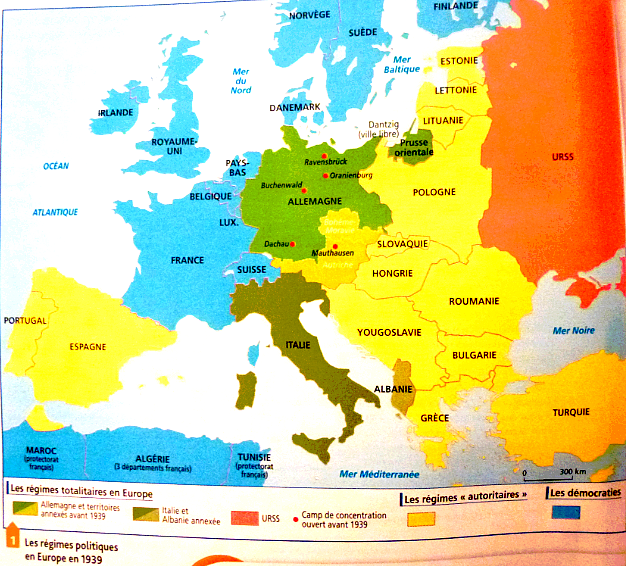 NORVÈGE
FINLANDE
SUÈDE
Mer
du
Nord
Mer
Baltique
ESTONIE
LETTONIE
LITUANIE
IRLANDE
DANEMARK
Dantzig
(ville libre)
Prusse
orientale
ROYAUME-
UNI
URSS
OCÉAN
PAYS-
BAS
Ravensbrück
Oranienburg
Buchenwald
POLOGNE
BELGIQUE
ALLEMAGNE
ATLANTIQUE
LUX.
Bohême-
Moravie
Dachau
Mauthausen
SLOVAQUIE
FRANCE
SUISSE
Autriche
HONGRIE
ROUMANIE
PORTUGAL
ESPAGNE
ITALIE
YOUGOSLAVIE
Mer Noire
BULGARIE
ALBANIE
GRÈCE
TURQUIE
MAROC
(protectorat
français)
ALGÉRIE
(3 départements français)
TUNISIE
(protectorat
français)
Mer Méditerranée
0 300 km
Les régimes totalitaires en Europe
Les régimes « autoritaires »
Les démocraties
Allemagne et territoires
annexés avant 1939
Italie et
Albanie annexée
URSS
Camp de concentration
ouvert avant 1939
1 Les régimes politiques
en Europe en 1939